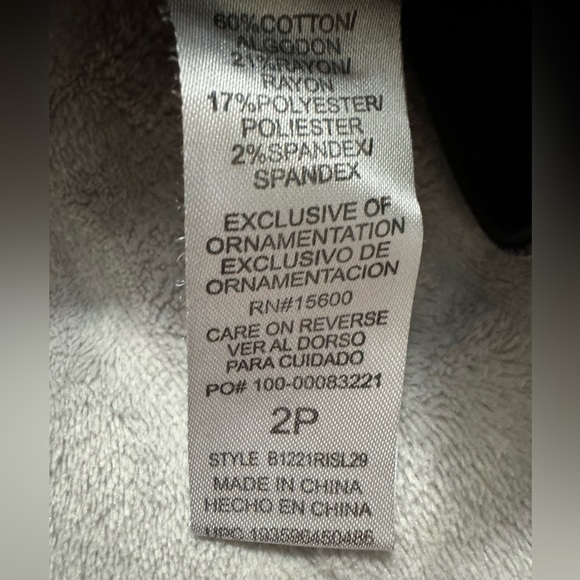 60%COTTON/
ALGODON
21%RAYON/
RAYON
17%POLYESTER/
POLIESTER
2%SPANDEX/
SPANDEX
EXCLUSIVE OF
ORNAMENTATION
EXCLUSIVO DE
ORNAMENTACION
RN#15600
CARE ON REVERSE
VER AL DORSO
PARA CUIDADO
PO# 100-00083221
2P
STYLE B1221RISL29
MADE IN CHINA
HECHO EN CHINA
UPC 193596450486